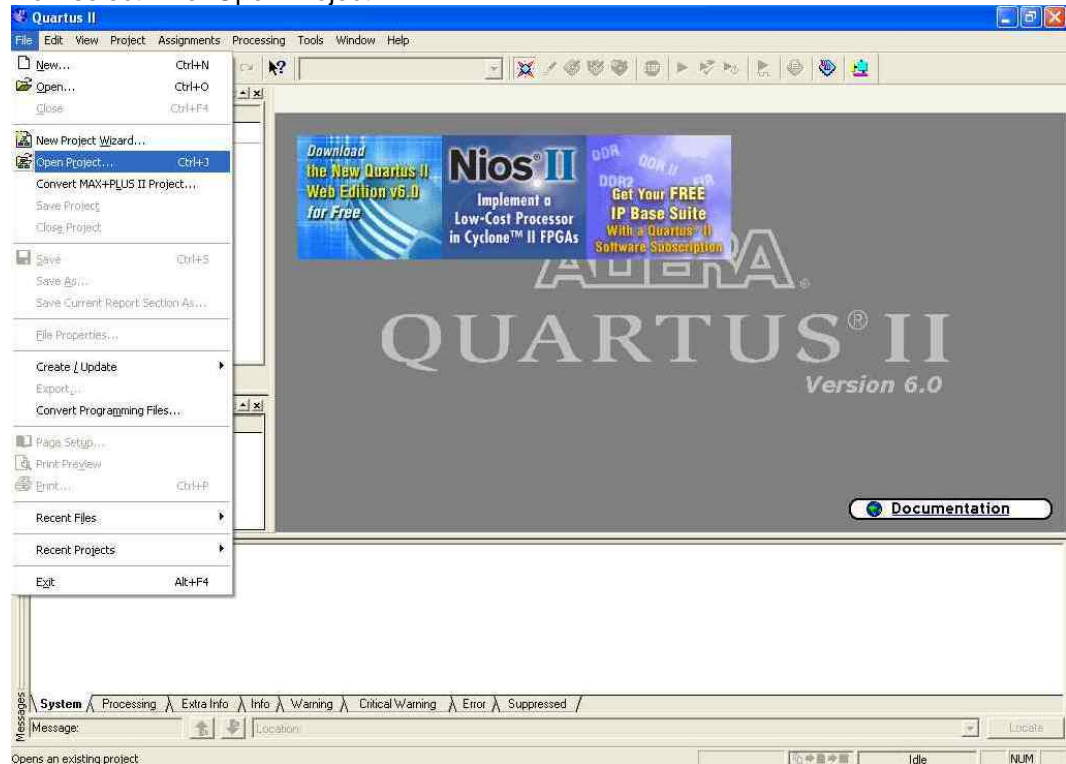 Quartus II
File Edit View Project Assignments Processing Tools Window Help
New... Ctrl+N
Open... Ctrl+O
Close Ctrl+F4
New Project Wizard...
Open Project... Ctrl+J
Convert MAX+PLUS II Project...
Save Project
Close Project
Save Ctrl+S
Save As...
Save Current Report Section As...
File Properties...
Create / Update
Export...
Convert Programming Files...
Page Setup...
Print Preview
Print... Ctrl+P
Recent Files
Recent Projects
Exit Alt+F4
Download
the New Quartus II
Web Edition v6.0
for Free
Nios® II
Implement a
Low-Cost Processor
in Cyclone™ II FPGAs
DDR DDR II
DDR2
Get Your FREE
IP Base Suite
With a Quartus® II
Software Subscription
ALTERA®
QUARTUS® II
Version 6.0
Documentation
Messages
System Processing Extra Info Info Warning Critical Warning Error Suppressed
Message: Location: Locate
Opens an existing project Idle NUM